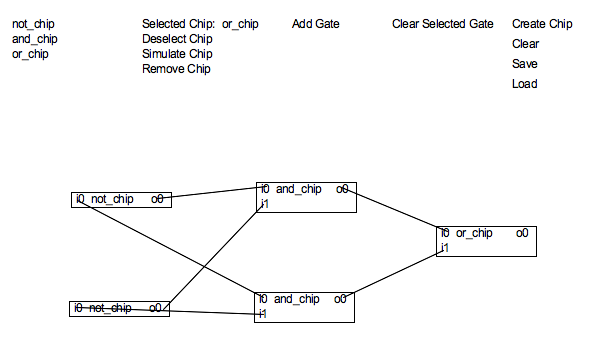 not_chip
and_chip
or_chip
Selected Chip: or_chip
Deselect Chip
Simulate Chip
Remove Chip
Add Gate
Clear Selected Gate
Create Chip
Clear
Save
Load
i0 not_chip o0
i0 and_chip o0
i1
i0 or_chip o0
i1
i0 not_chip o0
i0 and_chip o0
i1